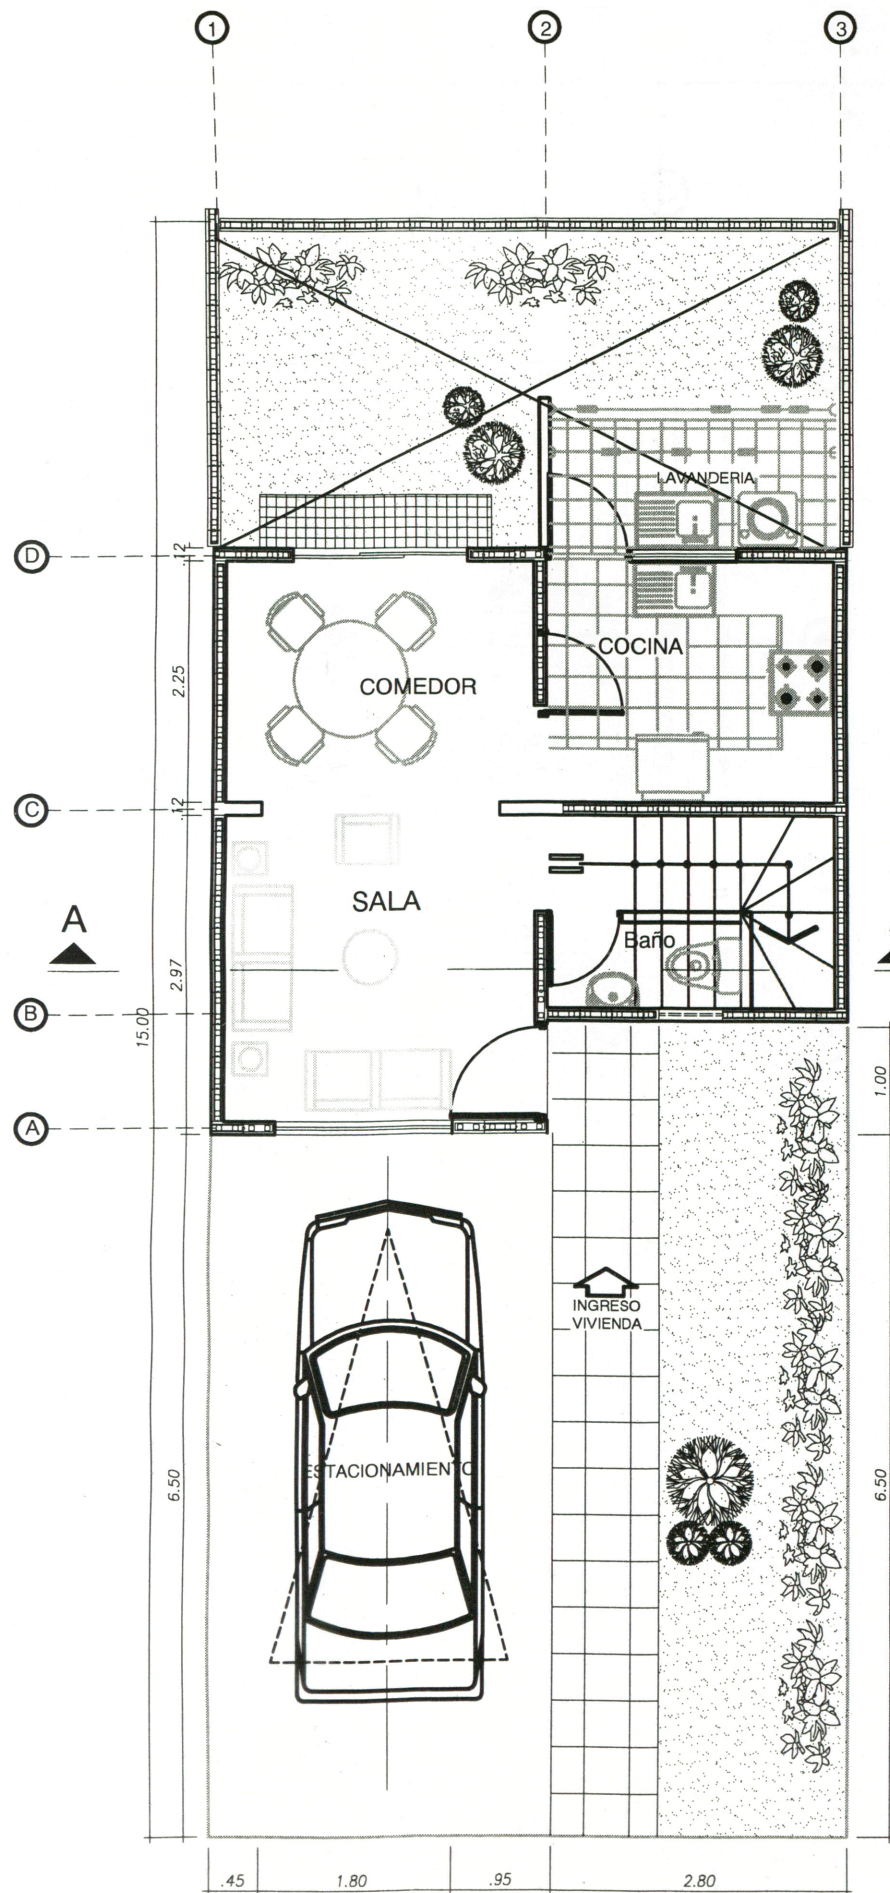 1
2
3
LAVANDERIA
D
.12
COCINA
2.25
COMEDOR
C
.12
SALA
A
Baño
2.97
B
15.00
1.00
A
INGRESO
VIVIENDA
ESTACIONAMIENTO
6.50
6.50
.45
1.80
.95
2.80